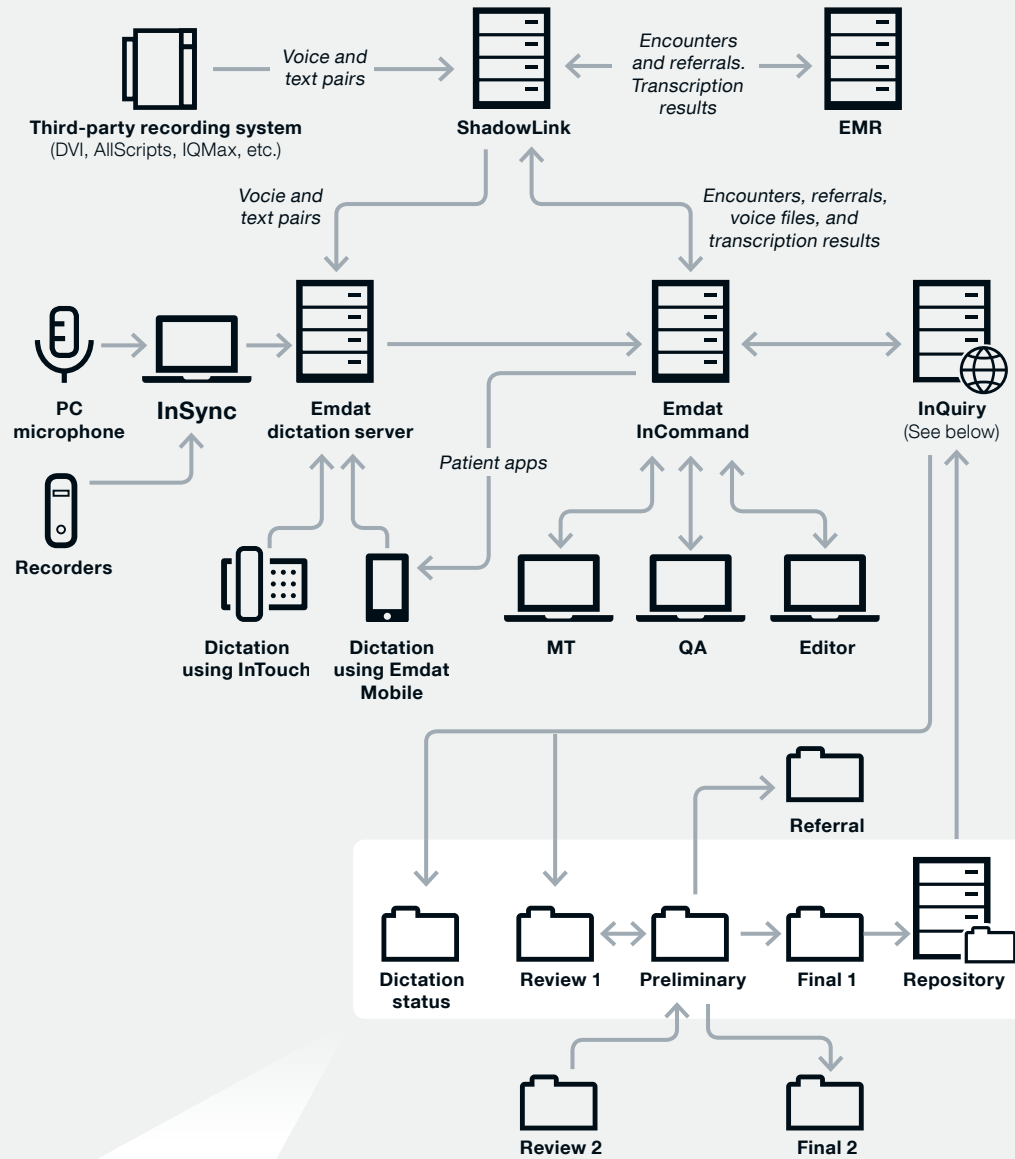 Voice and
text pairs
Encounters
and referrals.
Transcription
results
Third-party recording system
(DVI, AllScripts, IQMax, etc.)
ShadowLink
EMR
Vocie and
text pairs
Encounters, referrals,
voice files, and
transcription results
PC
microphone
InSync
Emdat
dictation server
Emdat
InCommand
InQuiry
(See below)
Patient apps
Recorders
Dictation
using InTouch
Dictation
using Emdat
Mobile
MT
QA
Editor
Referral
Dictation
status
Review 1
Preliminary
Final 1
Repository
Review 2
Final 2